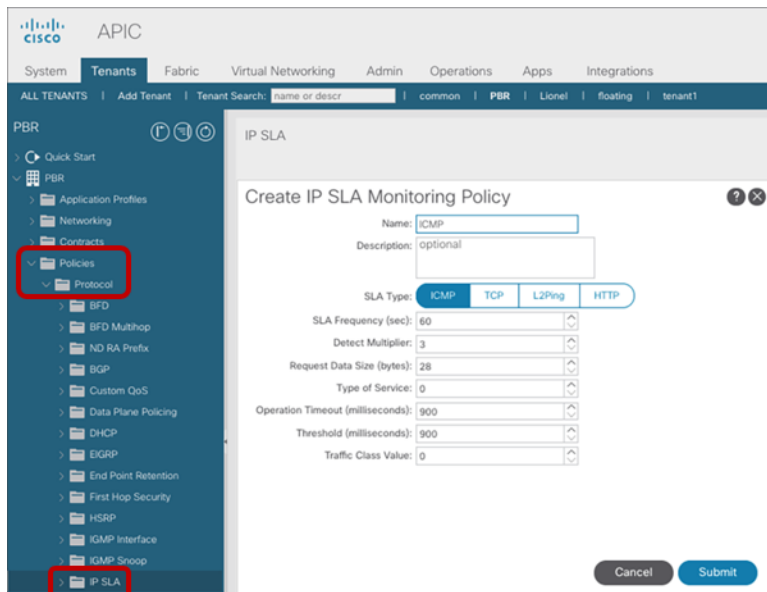 CISCO
APIC
System Tenants Fabric Virtual Networking Admin Operations Apps Integrations
ALL TENANTS | Add Tenant | Tenant Search: name or descr | common | PBR | Lionel | floating | tenant1
PBR
Quick Start
PBR
Application Profiles
Networking
Contracts
Policies
Protocol
BFD
BFD Multihop
ND RA Prefix
BGP
Custom QoS
Data Plane Policing
DHCP
EIGRP
End Point Retention
First Hop Security
HSRP
IGMP Interface
IGMP Snoop
IP SLA
IP SLA
Create IP SLA Monitoring Policy
Name: ICMP
Description: optional
SLA Type: ICMP TCP L2Ping HTTP
SLA Frequency (sec): 60
Detect Multiplier: 3
Request Data Size (bytes): 28
Type of Service: 0
Operation Timeout (milliseconds): 900
Threshold (milliseconds): 900
Traffic Class Value: 0
Cancel Submit